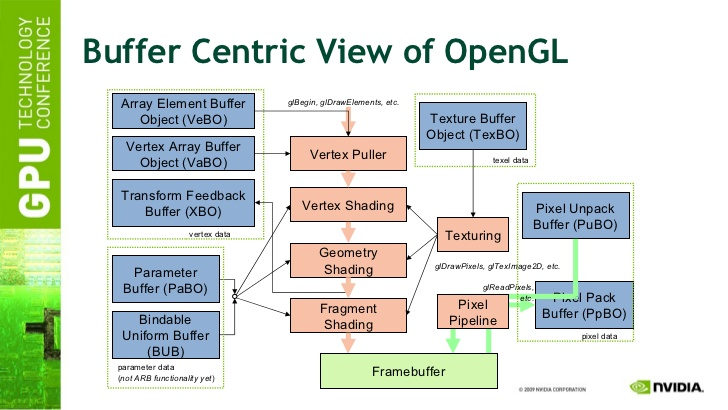 GPU TECHNOLOGY
CONFERENCE
Buffer Centric View of OpenGL
Array Element Buffer
Object (VeBO)
glBegin, glDrawElements, etc.
Texture Buffer
Object (TexBO)
texel data
Vertex Array Buffer
Object (VaBO)
Vertex Puller
Transform Feedback
Buffer (XBO)
vertex data
Vertex Shading
Texturing
Pixel Unpack
Buffer (PuBO)
Geometry
Shading
glDrawPixels, glTexImage2D, etc.
Parameter
Buffer (PaBO)
glReadPixels,
etc.
Pixel Pack
Buffer (PpBO)
pixel data
Fragment
Shading
Pixel
Pipeline
Bindable
Uniform Buffer
(BUB)
parameter data
(not ARB functionality yet)
Framebuffer
© 2009 NVIDIA CORPORATION
NVIDIA.